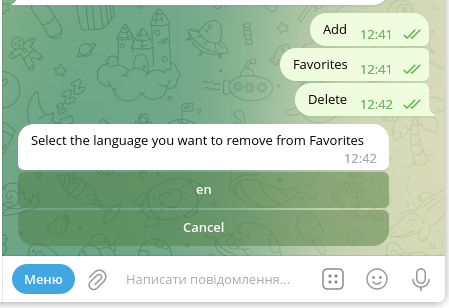 Add 12:41
Favorites 12:41
Delete 12:42
Select the language you want to remove from Favorites
12:42
en
Cancel
Меню Написати повідомлення...